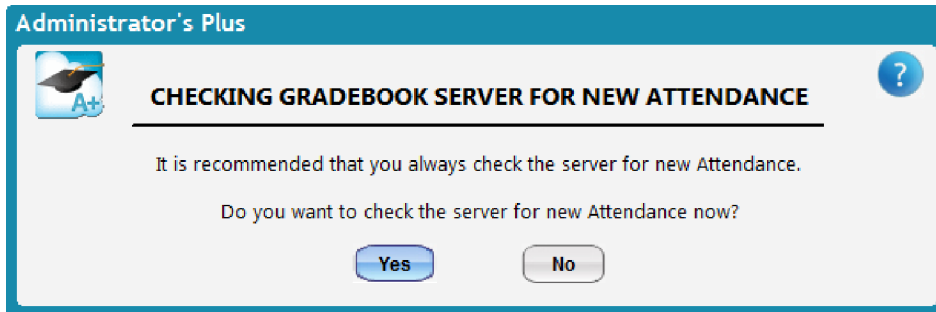 Administrator's Plus
A+
?
CHECKING GRADEBOOK SERVER FOR NEW ATTENDANCE
It is recommended that you always check the server for new Attendance.
Do you want to check the server for new Attendance now?
Yes No